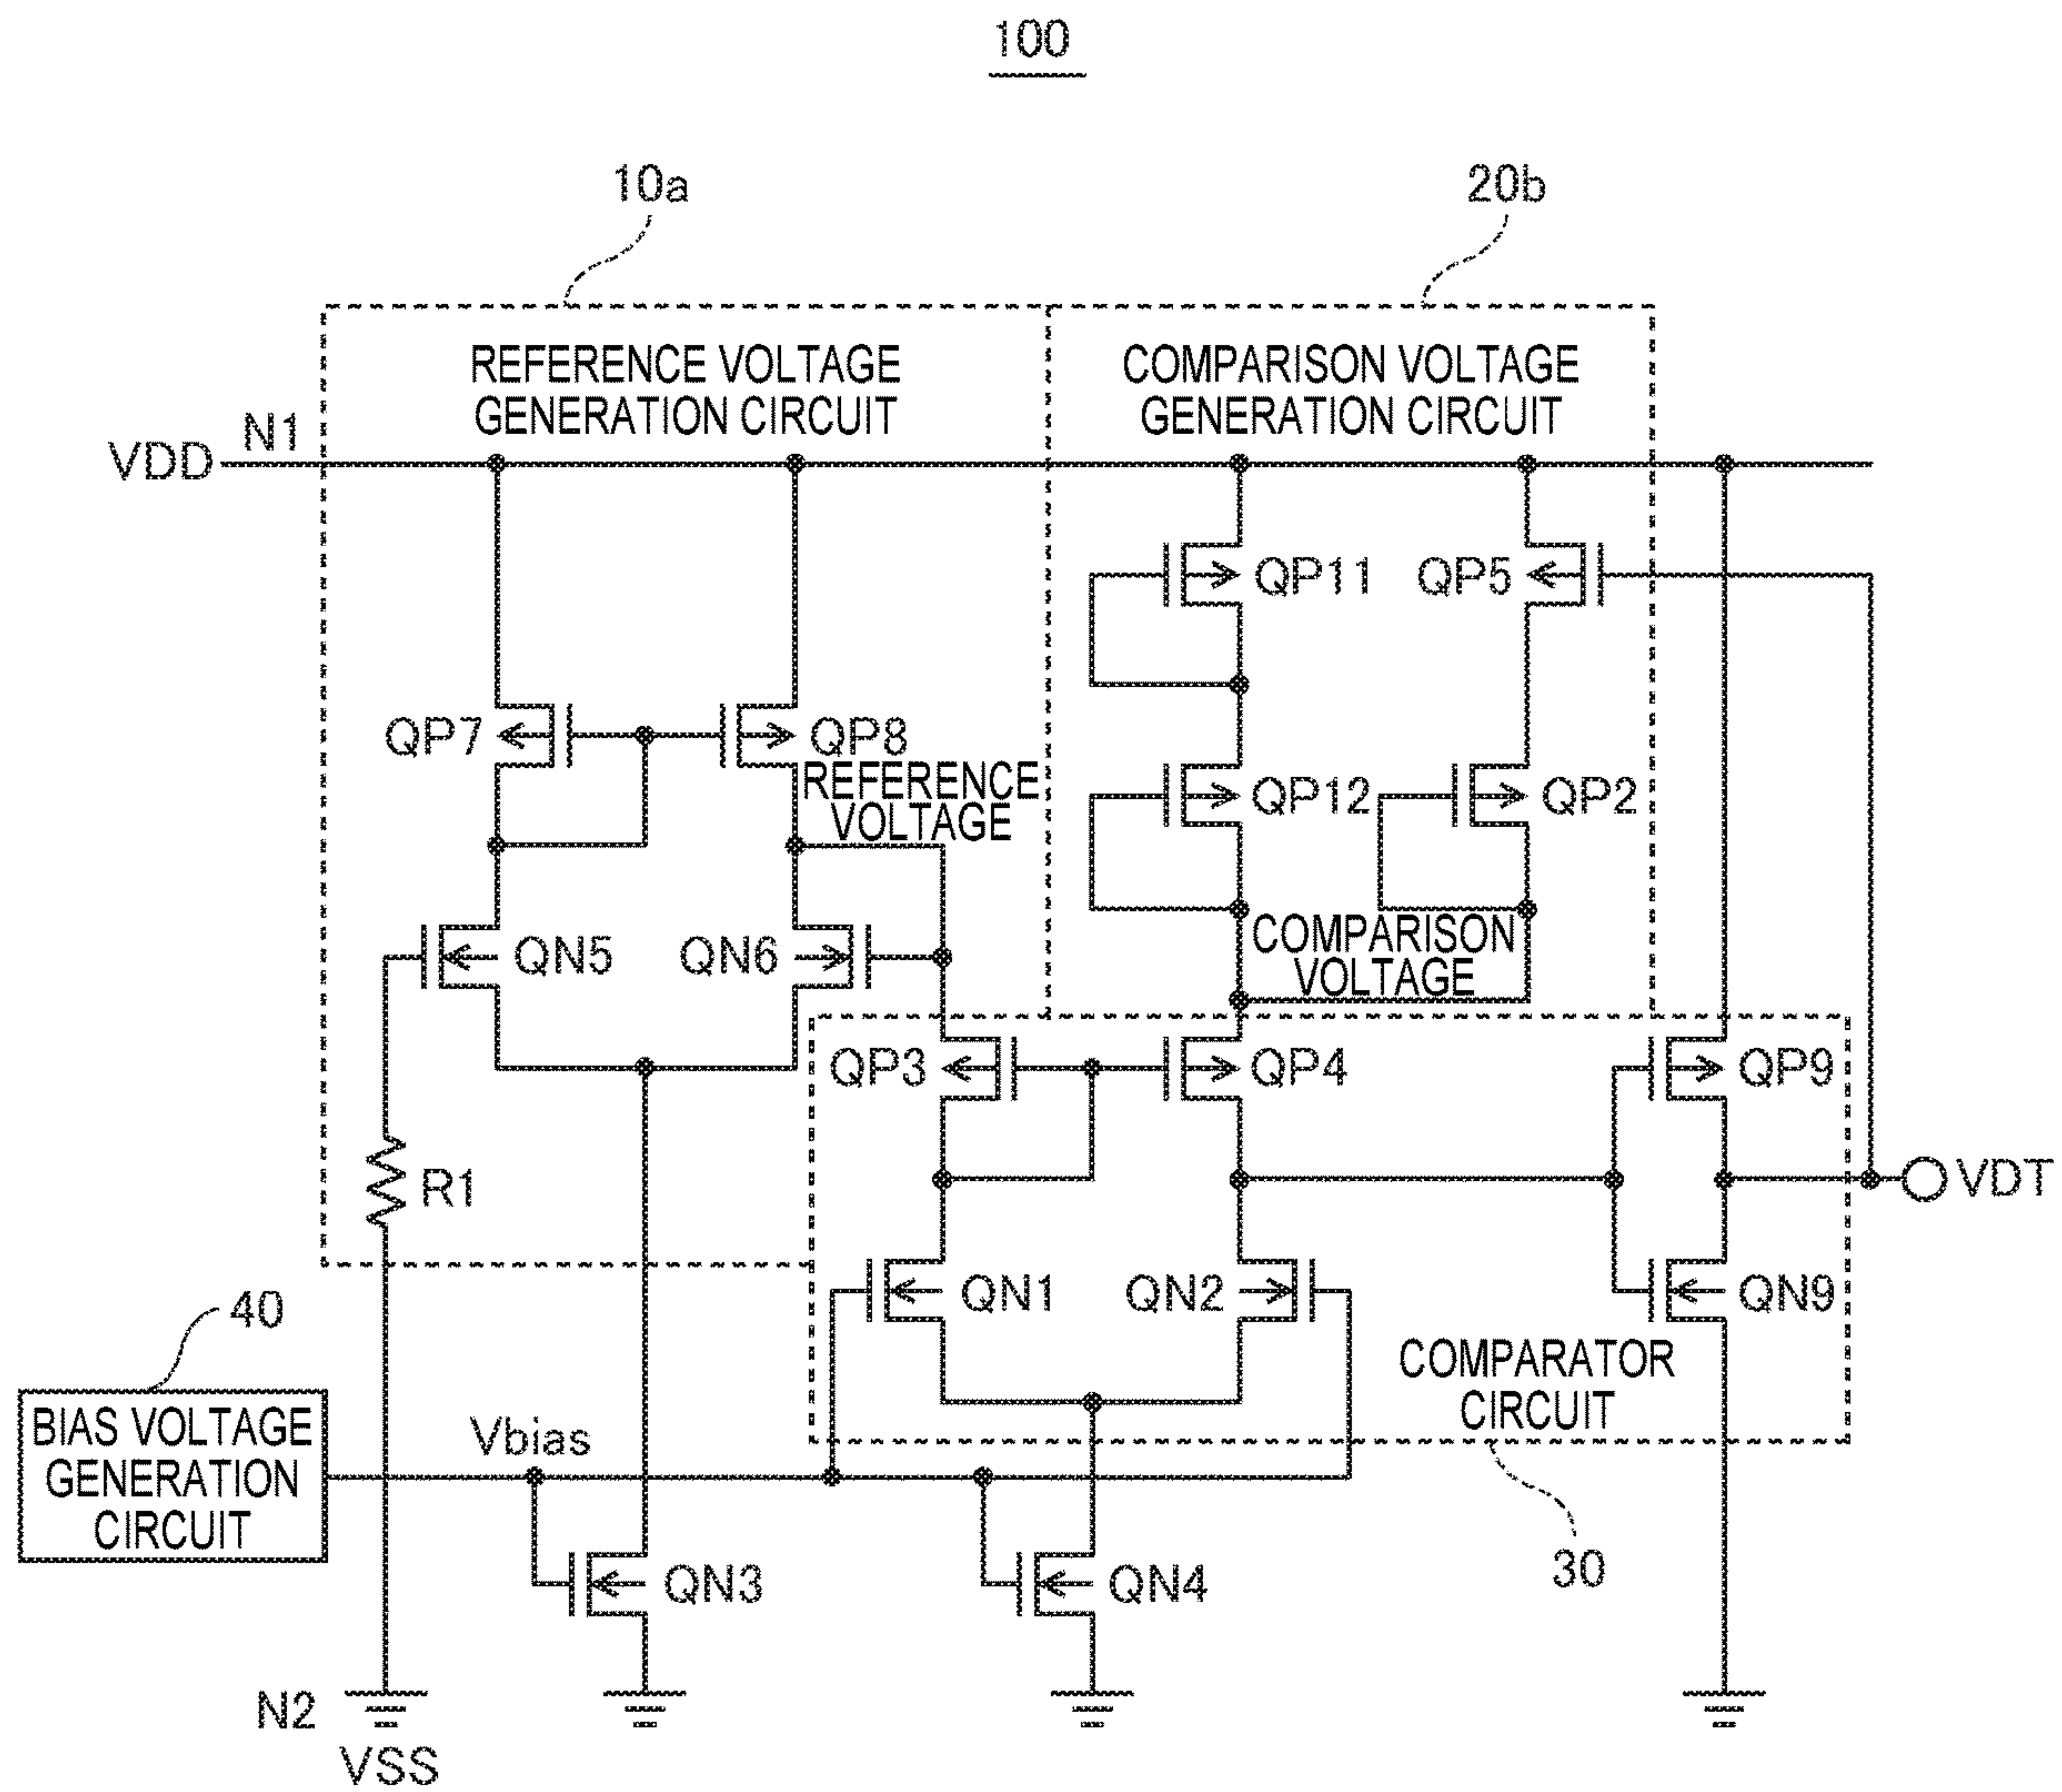 100
10a
20b
REFERENCE VOLTAGE
GENERATION CIRCUIT
COMPARISON VOLTAGE
GENERATION CIRCUIT
N1
VDD
QP11
QP5
QP7
QP8
REFERENCE
VOLTAGE
QP12
QP2
QN5
QN6
COMPARISON
VOLTAGE
QP3
QP4
QP9
R1
VDT
QN1
QN2
QN9
40
COMPARATOR
CIRCUIT
BIAS VOLTAGE
GENERATION
CIRCUIT
Vbias
QN3
QN4
30
N2
VSS